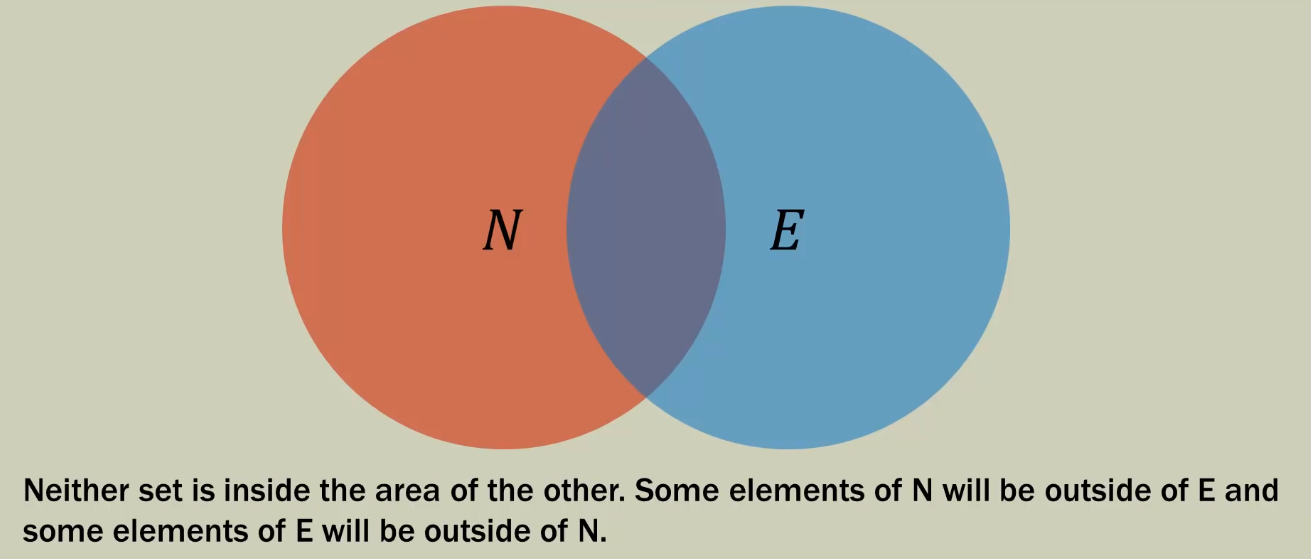 N E
Neither set is inside the area of the other. Some elements of N will be outside of E and
some elements of E will be outside of N.